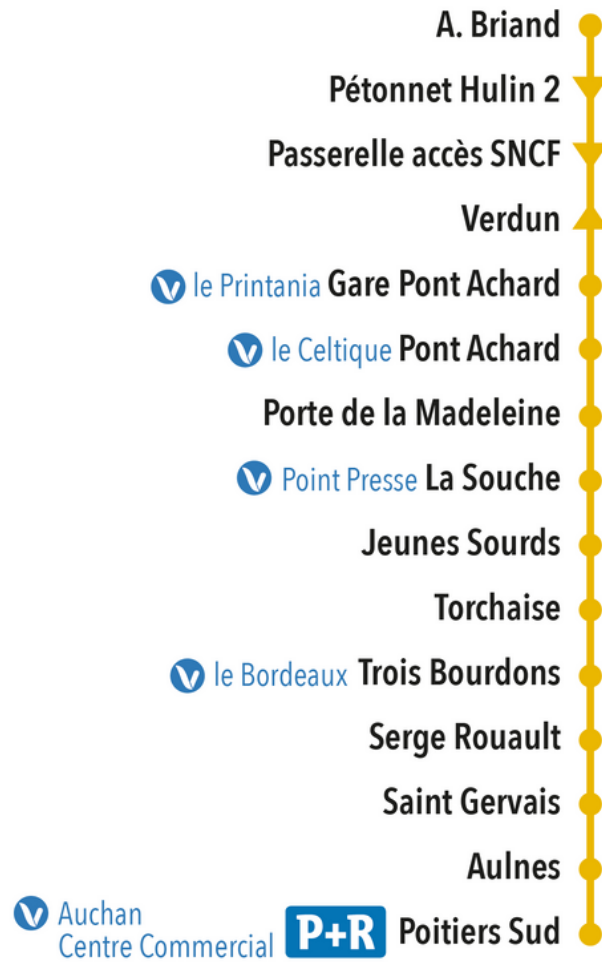 A. Briand
Pétonnet Hulin 2
Passerelle accès SNCF
Verdun
le Printania Gare Pont Achard
le Celtique Pont Achard
Porte de la Madeleine
Point Presse La Souche
Jeunes Sourds
Torchaise
le Bordeaux Trois Bourdons
Serge Rouault
Saint Gervais
Aulnes
Auchan
Centre Commercial P+R Poitiers Sud